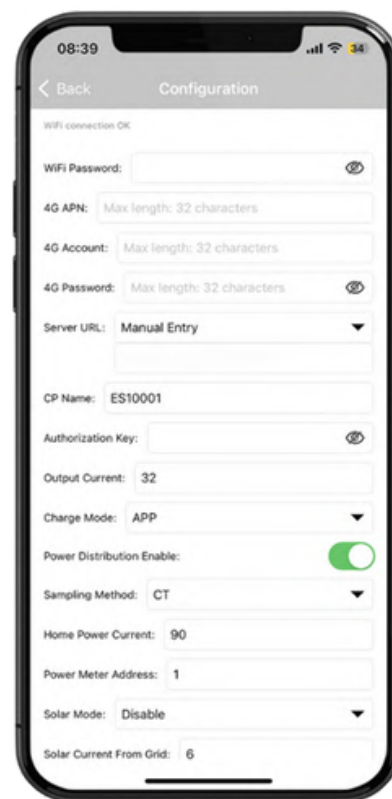 08:39
34
Back Configuration
WiFi connection OK
WiFi Password:
4G APN: Max length: 32 characters
4G Account: Max length: 32 characters
4G Password: Max length: 32 characters
Server URL: Manual Entry
CP Name: ES10001
Authorization Key:
Output Current: 32
Charge Mode: APP
Power Distribution Enable:
Sampling Method: CT
Home Power Current: 90
Power Meter Address: 1
Solar Mode: Disable
Solar Current From Grid: 6